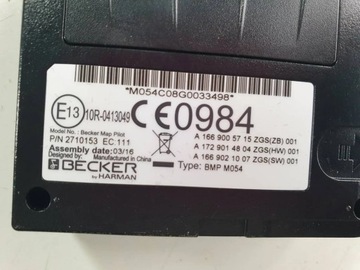 *M054C08G0033498*
E13
10R-0413049
CE0984
Model No.: Becker Map Pilot
P/N 2710153 EC:111
Assembly date: 03/16
Designed by: Made in China
BECKER
by HARMAN
A 166 900 57 15 ZGS(ZB) 001
A 172 901 48 04 ZGS(HW) 001
A 166 902 10 07 ZGS(SW) 001
Type: BMP M054